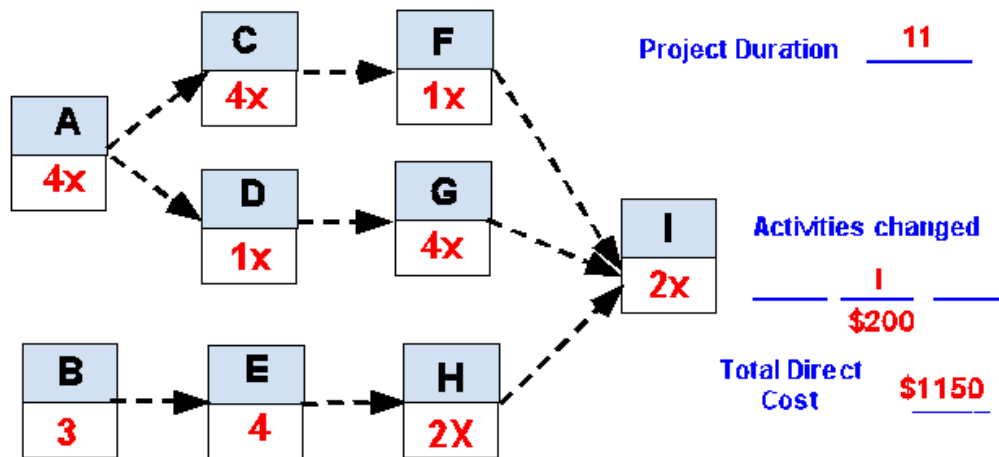 C
F
Project Duration 11
4x
1x
A
4x
D
G
I
Activities changed
1x
4x
2x
I
$200
B
E
H
Total Direct
Cost
$1150
3
4
2X